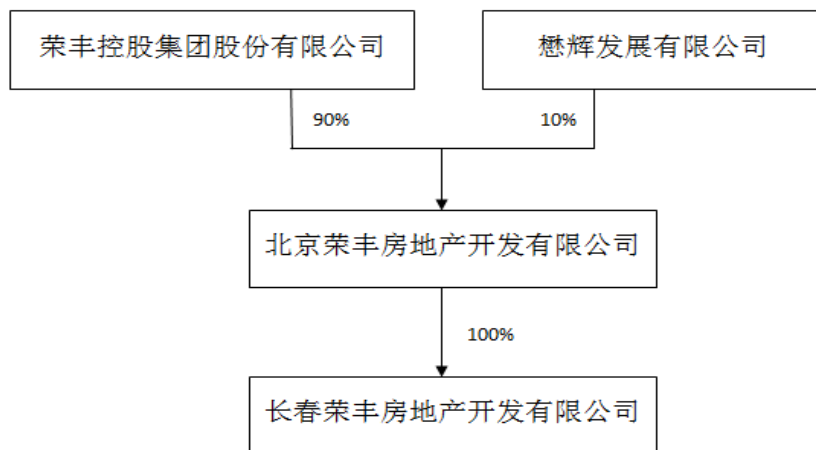 荣丰控股集团股份有限公司
懋辉发展有限公司
90%
10%
北京荣丰房地产开发有限公司
100%
长春荣丰房地产开发有限公司